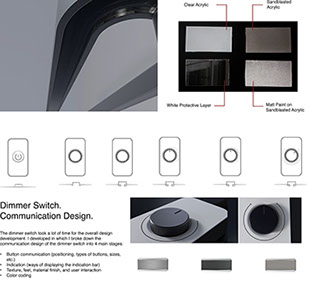 Clear Acrylic
Sandblasted
Acrylic
White Protective Layer
Matt Paint on
Sandblasted Acrylic
Dimmer Switch.
Communication Design.
The dimmer switch took a lot of time for the overall design
development. I developed in which I broke down the
communication design of the dimmer switch into 4 main stages
• Button communication (positioning, types of buttons, sizes,
etc.)
• Indication (ways of displaying the indication bar)
• Texture, feel, material finish, and user interaction
• Color coding